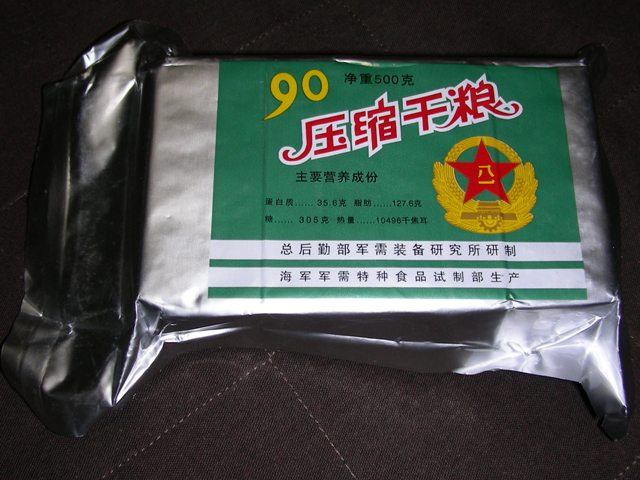 90 净重500克
压缩干粮
八一
主要营养成份
蛋白质......35.6克 脂肪......127.6克
糖......305克 热量......10496千焦耳
总后勤部军需装备研究所研制
海军军需特种食品试制部生产